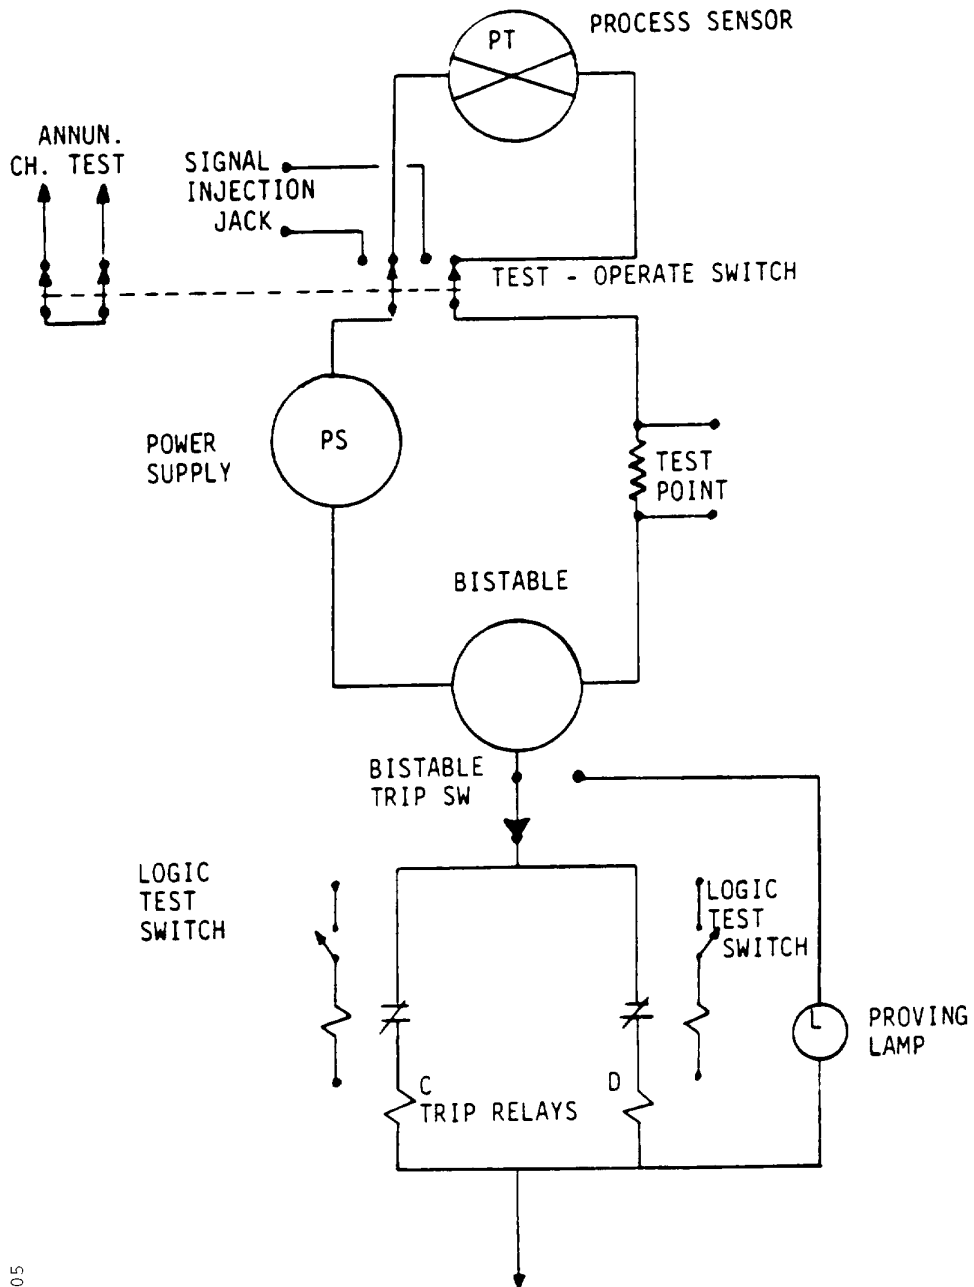 PROCESS SENSOR
PT
ANNUN.
CH. TEST
SIGNAL
INJECTION
JACK
TEST - OPERATE SWITCH
POWER
SUPPLY
PS
TEST
POINT
BISTABLE
BISTABLE
TRIP SW
LOGIC
TEST
SWITCH
LOGIC
TEST
SWITCH
L
PROVING
LAMP
C
D
TRIP RELAYS
05